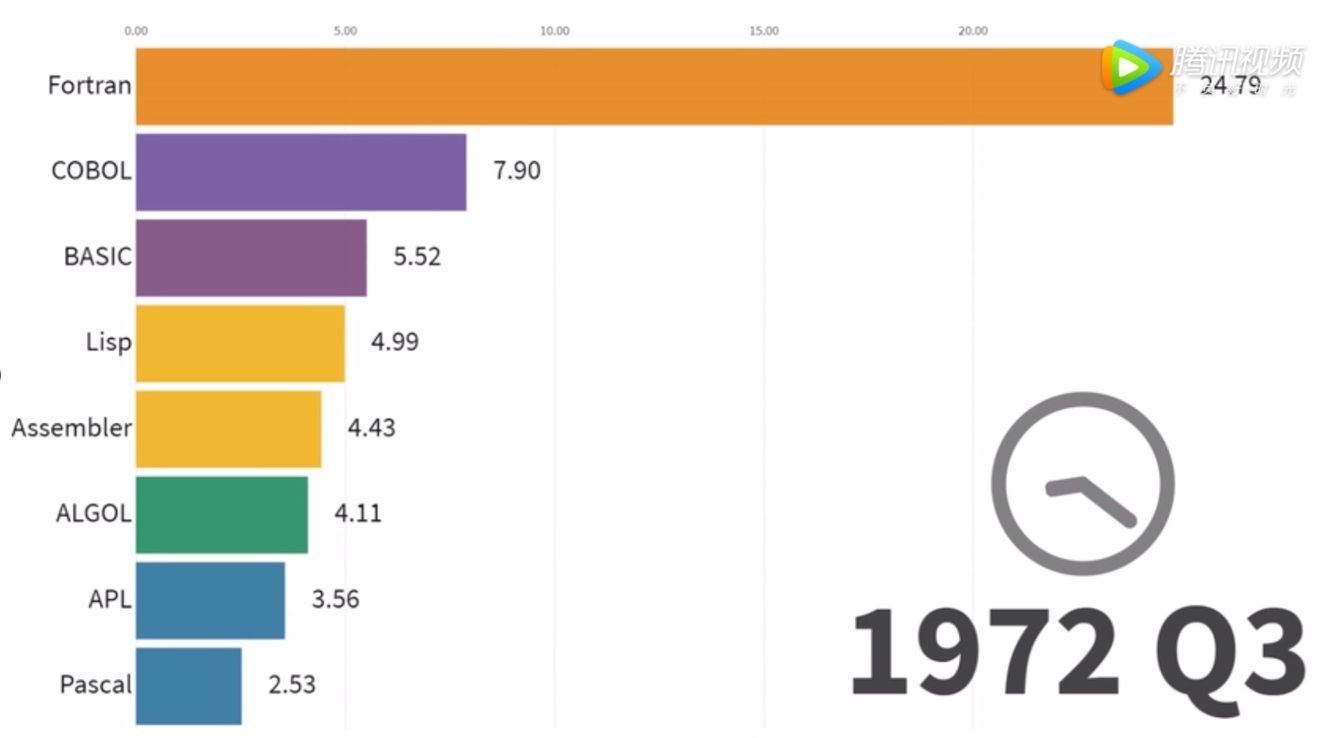 0.00 5.00 10.00 15.00 20.00
腾讯视频
Fortran 24.79
COBOL 7.90
BASIC 5.52
Lisp 4.99
Assembler 4.43
ALGOL 4.11
APL 3.56
Pascal 2.53
1972 Q3